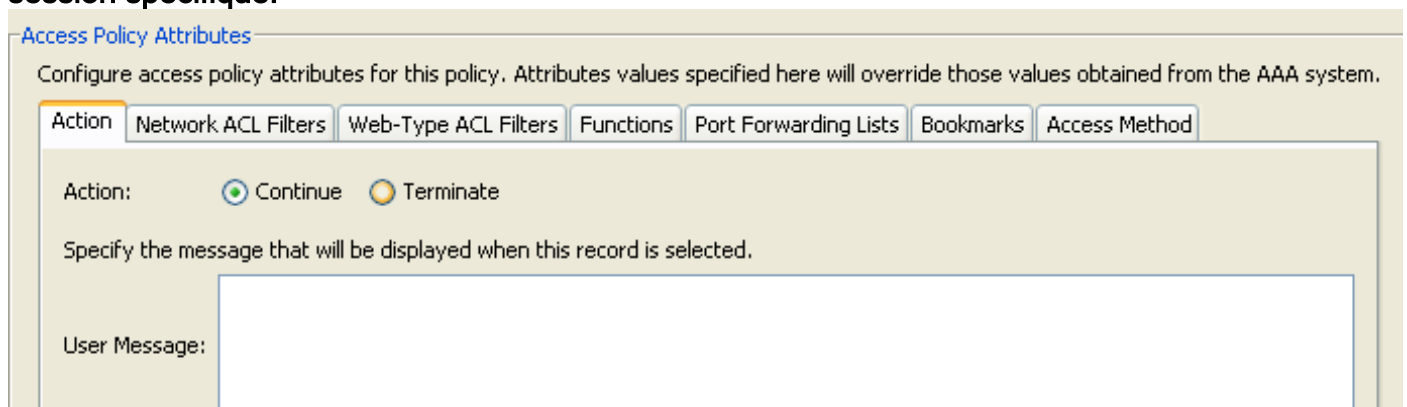 session spécifique.
Access Policy Attributes
Configure access policy attributes for this policy. Attributes values specified here will override those values obtained from the AAA system.
Action Network ACL Filters Web-Type ACL Filters Functions Port Forwarding Lists Bookmarks Access Method
Action: Continue Terminate
Specify the message that will be displayed when this record is selected.
User Message: